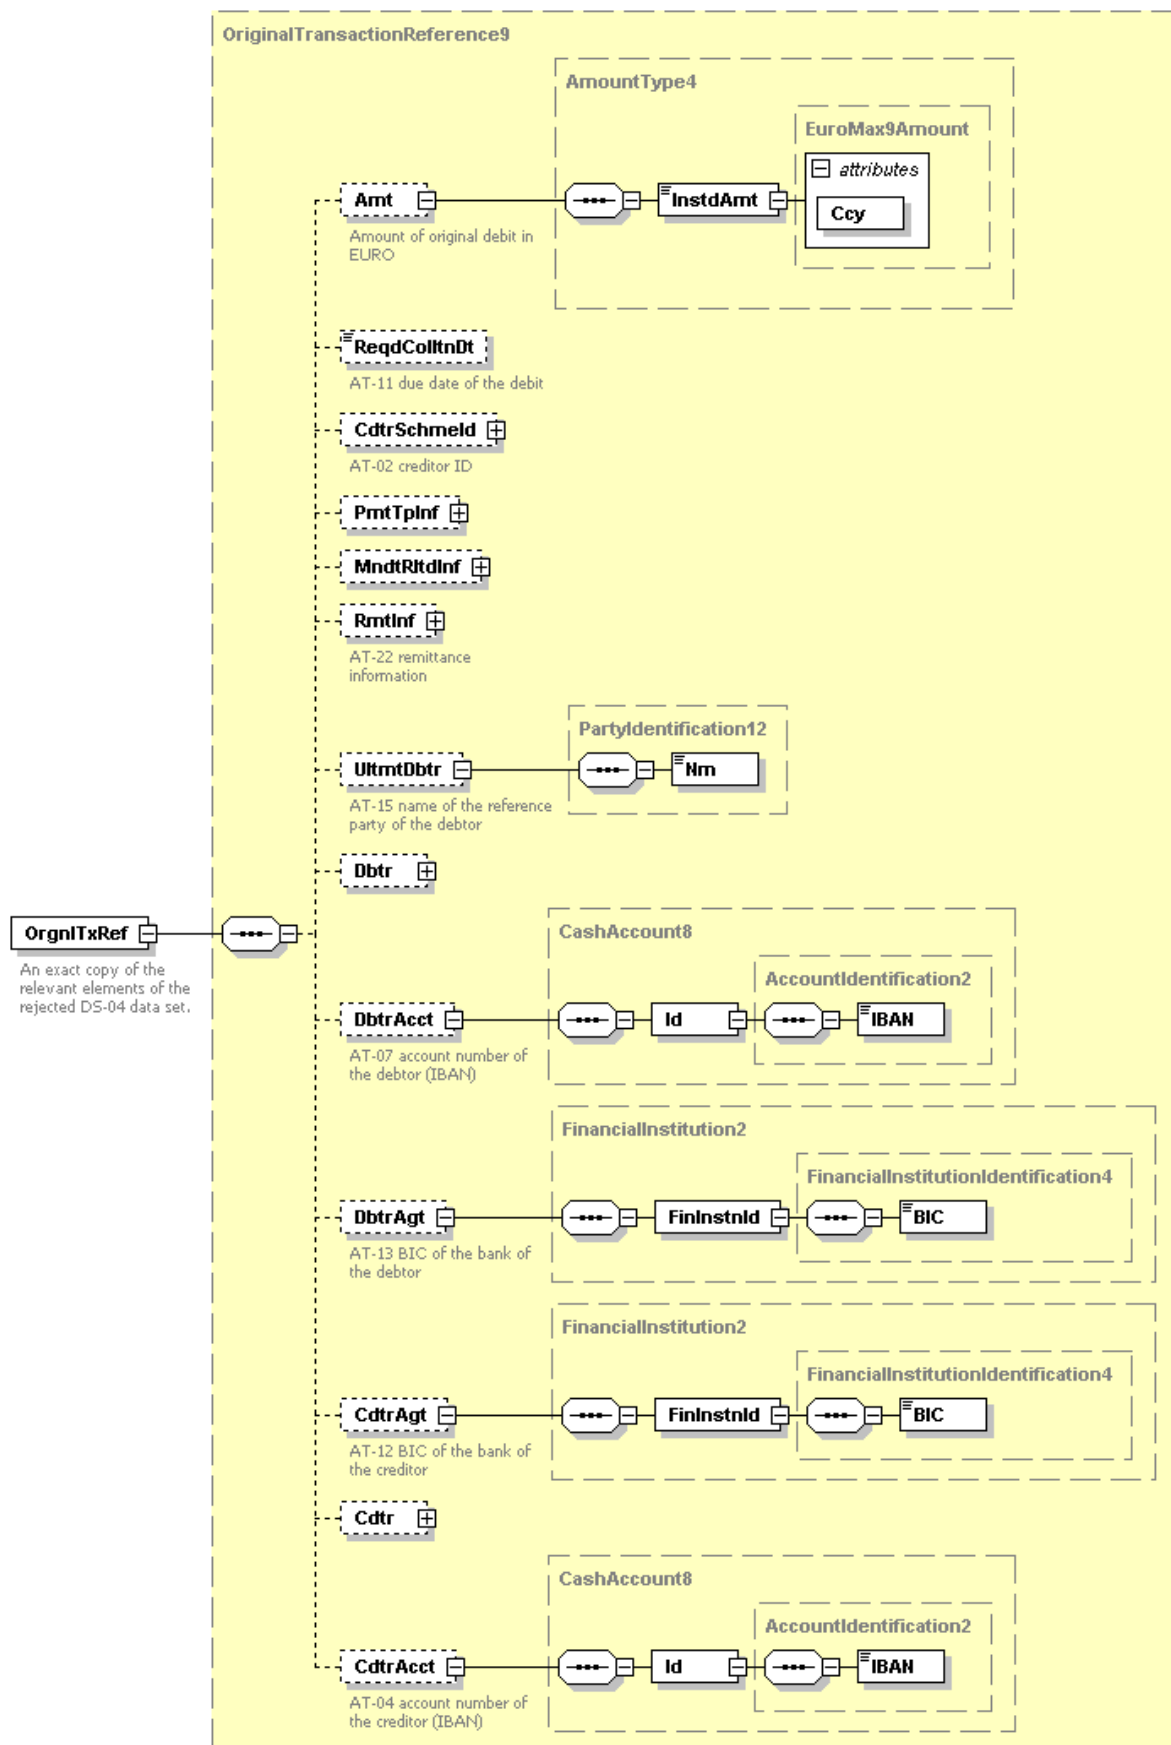 OriginalTransactionReference9
AmountType4
EuroMax9Amount
attributes
Amt
InstdAmt
Ccy
Amount of original debit in
EURO
ReqdColltnDt
AT-11 due date of the debit
CdtrSchmeId
AT-02 creditor ID
PmtTpInf
MndtRltdInf
RmtInf
AT-22 remittance
information
PartyIdentification12
UltmtDbtr
Nm
AT-15 name of the reference
party of the debtor
Dbtr
OrgnlTxRef
An exact copy of the
relevant elements of the
rejected DS-04 data set.
CashAccount8
AccountIdentification2
DbtrAcct
Id
IBAN
AT-07 account number of
the debtor (IBAN)
FinancialInstitution2
FinancialInstitutionIdentification4
DbtrAgt
FinInstnId
BIC
AT-13 BIC of the bank of
the debtor
FinancialInstitution2
FinancialInstitutionIdentification4
CdtrAgt
FinInstnId
BIC
AT-12 BIC of the bank of
the creditor
Cdtr
CashAccount8
AccountIdentification2
CdtrAcct
Id
IBAN
AT-04 account number of
the creditor (IBAN)